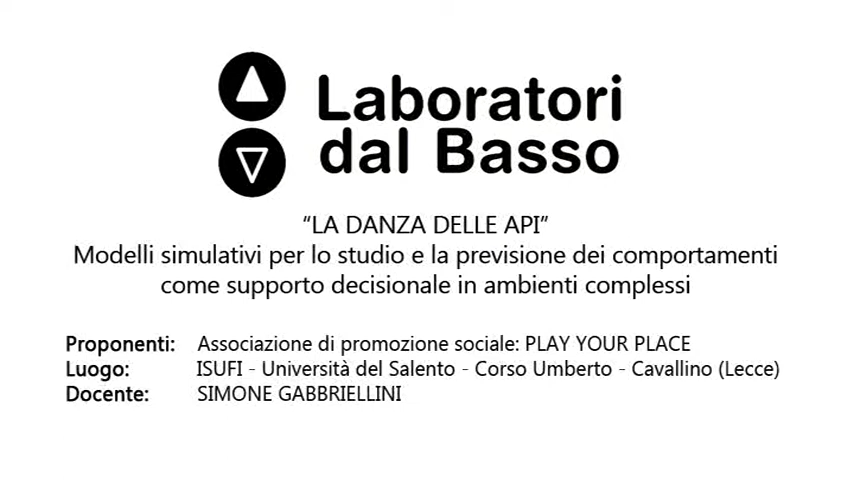 Laboratori
dal Basso
“LA DANZA DELLE API”
Modelli simulativi per lo studio e la previsione dei comportamenti
come supporto decisionale in ambienti complessi
Proponenti: Associazione di promozione sociale: PLAY YOUR PLACE
Luogo: ISUFI - Università del Salento - Corso Umberto - Cavallino (Lecce)
Docente: SIMONE GABBRIELLINI